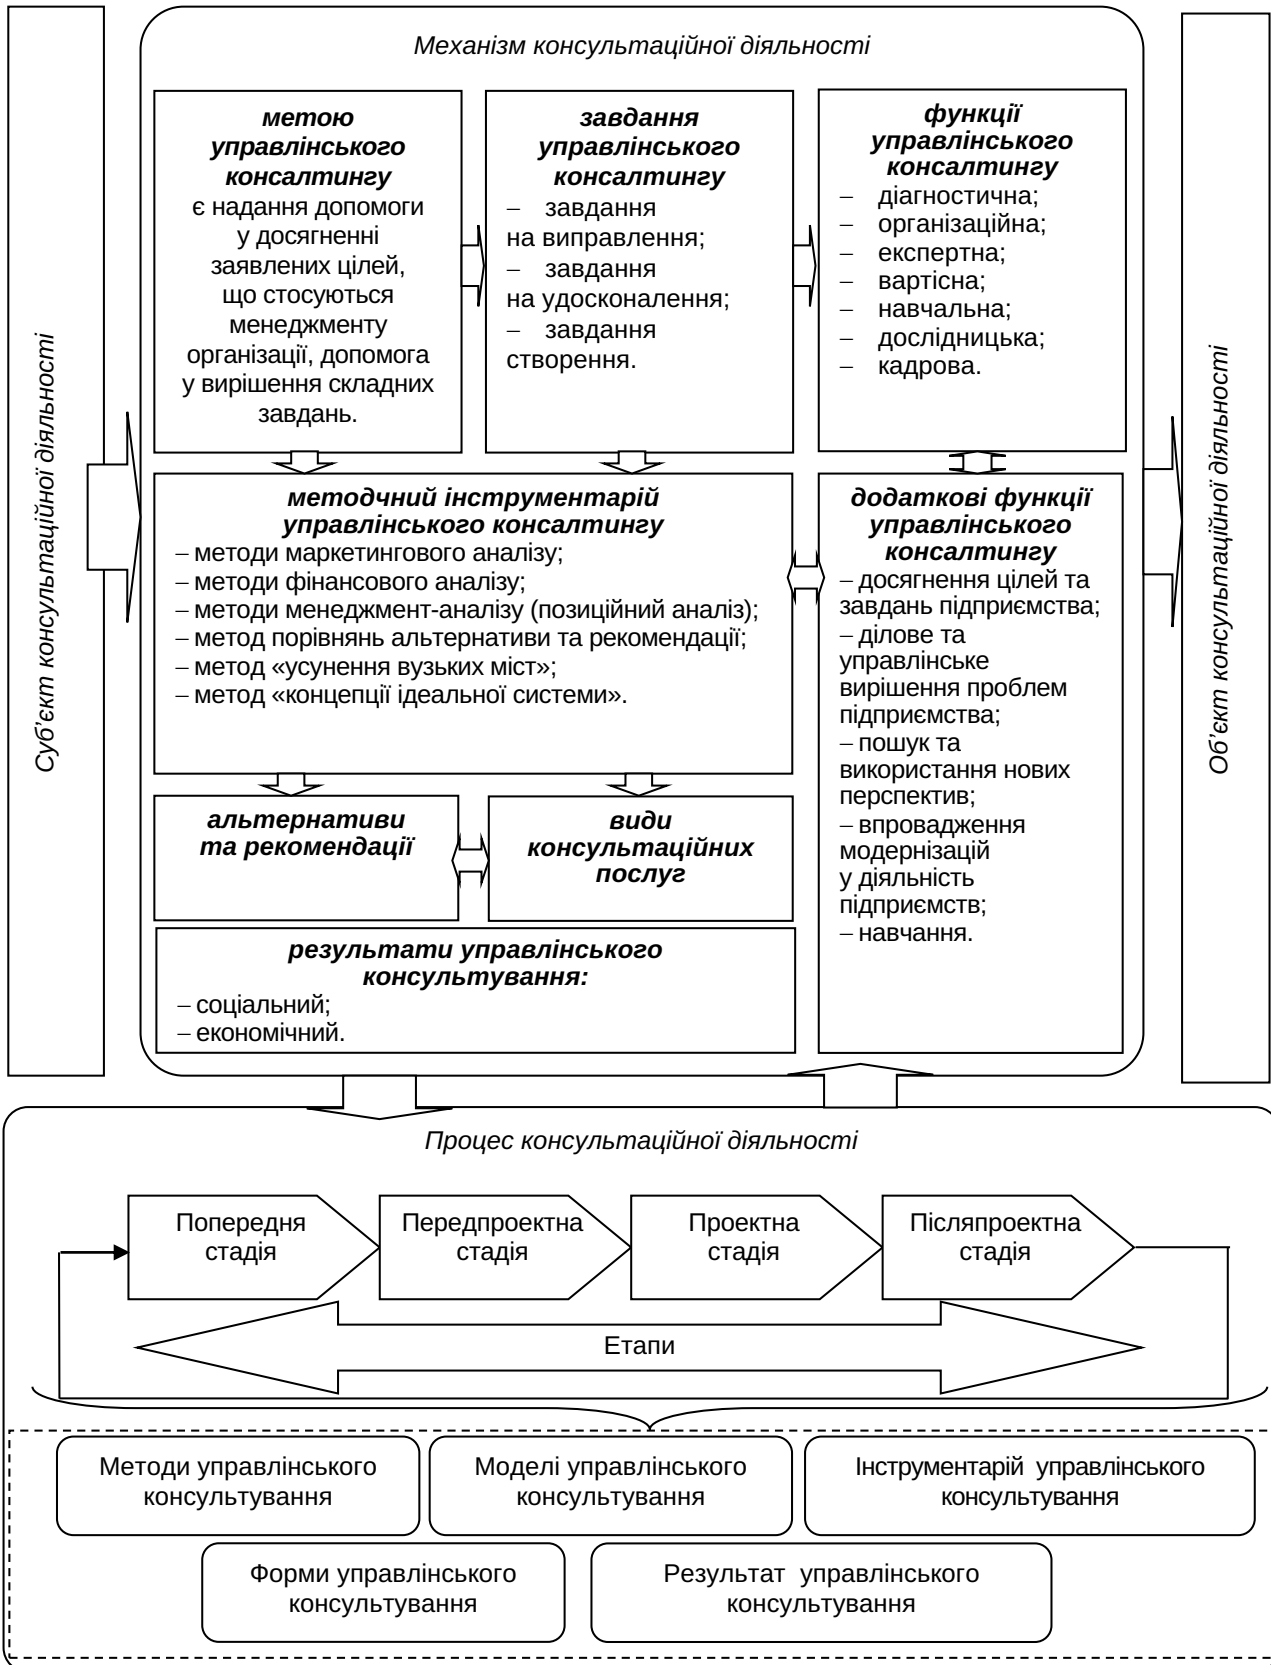 Механізм консультаційної діяльності
Суб'єкт консультаційної діяльності
метою
управлінського
консалтингу
є надання допомоги
у досягненні
заявлених цілей,
що стосуються
менеджменту
організації, допомога
у вирішення складних
завдань.
завдання
управлінського
консалтингу
– завдання
на виправлення;
– завдання
на удосконалення;
– завдання
створення.
функції
управлінського
консалтингу
– діагностична;
– організаційна;
– експертна;
– вартісна;
– навчальна;
– дослідницька;
– кадрова.
Об'єкт консультаційної діяльності
методчний інструментарій
управлінського консалтингу
– методи маркетингового аналізу;
– методи фінансового аналізу;
– методи менеджмент-аналізу (позиційний аналіз);
– метод порівнянь альтернативи та рекомендації;
– метод «усунення вузьких міст»;
– метод «концепції ідеальної системи».
додаткові функції
управлінського
консалтингу
– досягнення цілей та
завдань підприємства;
– ділове та
управлінське
вирішення проблем
підприємства;
– пошук та
використання нових
перспектив;
– впровадження
модернізацій
у діяльність
підприємств;
– навчання.
альтернативи
та рекомендації
види
консультаційних
послуг
результати управлінського
консультування:
– соціальний;
– економічний.
Процес консультаційної діяльності
Попередня
стадія
Передпроектна
стадія
Проектна
стадія
Післяпроектна
стадія
Етапи
Методи управлінського
консультування
Моделі управлінського
консультування
Інструментарій управлінського
консультування
Форми управлінського
консультування
Результат управлінського
консультування